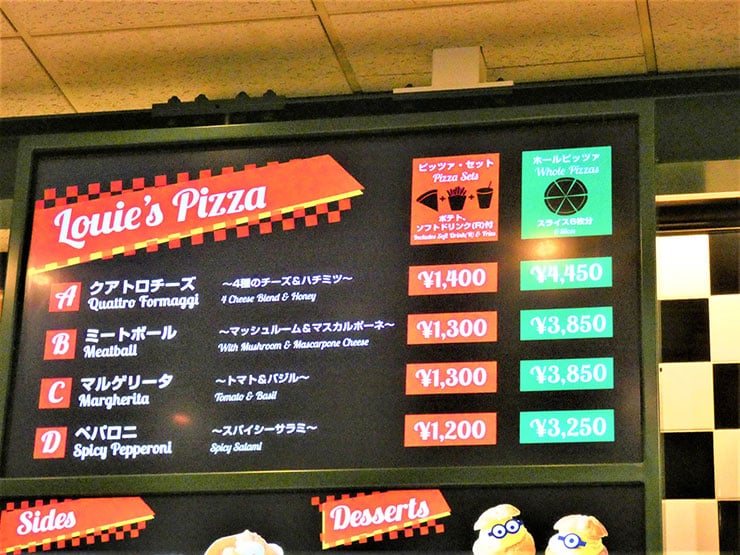 Louie's Pizza
ピッツァ・セット
Pizza Sets
ポテト、
ソフトドリンク(R)付
Includes Soft Drink(R) & Fries
ホールピッツァ
Whole Pizzas
スライス6枚分
6 Slices
A クアトロチーズ 〜4種のチーズ&ハチミツ〜 ¥1,400 ¥4,450
Quattro Formaggi 4 Cheese Blend & Honey
B ミートボール 〜マッシュルーム&マスカルポーネ〜 ¥1,300 ¥3,850
Meatball With Mushroom & Mascarpone Cheese
C マルゲリータ 〜トマト&バジル〜 ¥1,300 ¥3,850
Margherita Tomato & Basil
D ペパロニ 〜スパイシーサラミ〜 ¥1,200 ¥3,250
Spicy Pepperoni Spicy Salami
Sides
Desserts